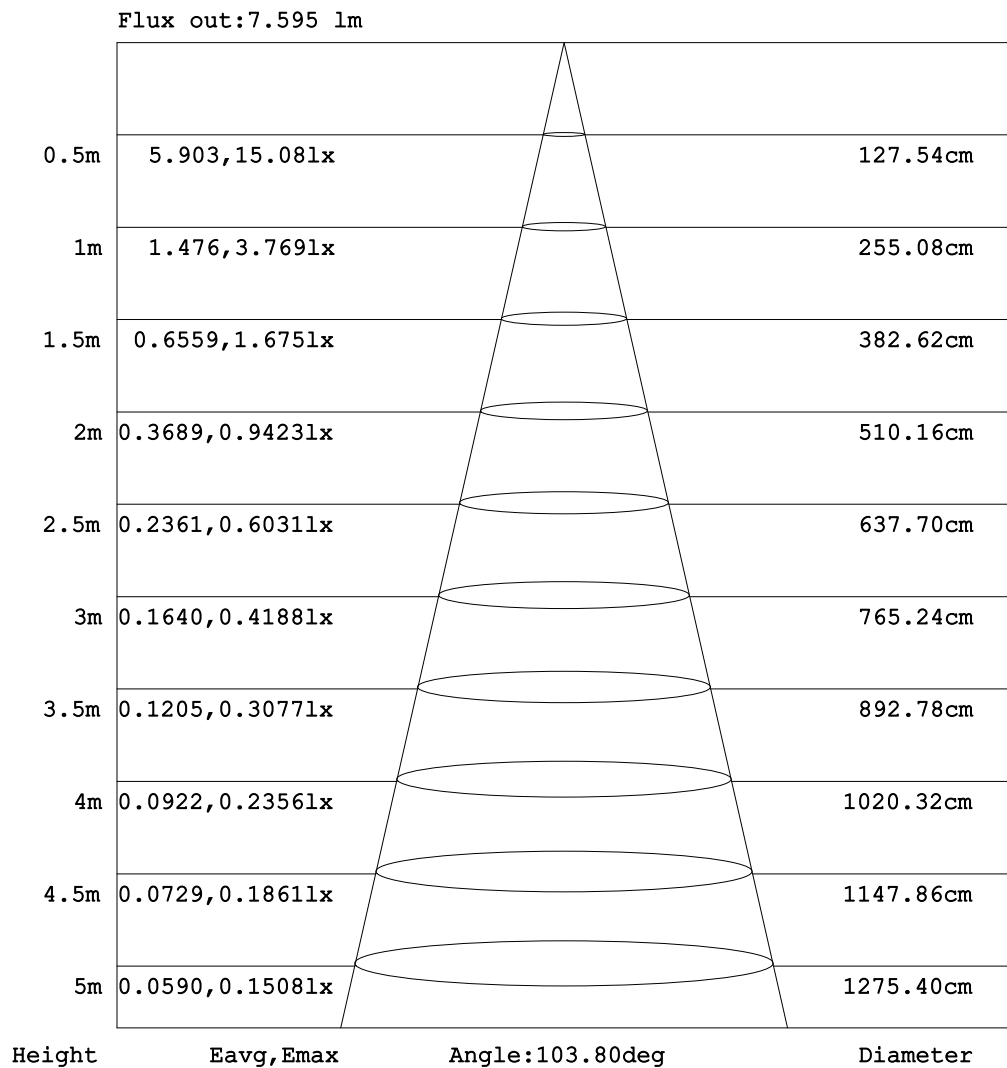 Flux out:7.595 lm
0.5m 5.903,15.08lx 127.54cm
1m 1.476,3.769lx 255.08cm
1.5m 0.6559,1.675lx 382.62cm
2m 0.3689,0.9423lx 510.16cm
2.5m 0.2361,0.6031lx 637.70cm
3m 0.1640,0.4188lx 765.24cm
3.5m 0.1205,0.3077lx 892.78cm
4m 0.0922,0.2356lx 1020.32cm
4.5m 0.0729,0.1861lx 1147.86cm
5m 0.0590,0.1508lx 1275.40cm
Height Eavg,Emax Angle:103.80deg Diameter